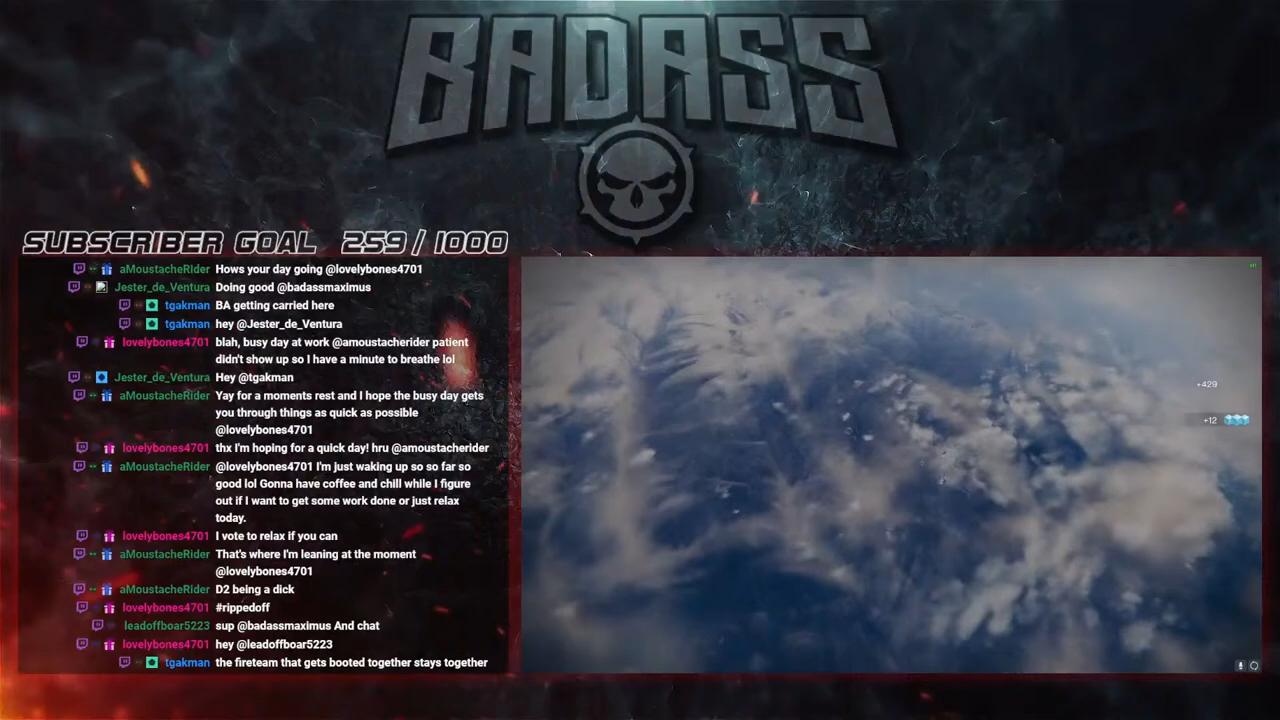 BADASS
SUBSCRIBER GOAL 259 / 1000
aMoustacheRider Hows your day going @lovelybones4701
Jester_de_Ventura Doing good @badassmaximus
tgakman BA getting carried here
tgakman hey @Jester_de_Ventura
lovelybones4701 blah, busy day at work @amoustacherider patient
didn't show up so I have a minute to breathe lol
Jester_de_Ventura Hey @tgakman
aMoustacheRider Yay for a moments rest and I hope the busy day gets
you through things as quick as possible
@lovelybones4701
lovelybones4701 thx I'm hoping for a quick day! hru @amoustacherider
aMoustacheRider @lovelybones4701 I'm just waking up so so far so
good lol Gonna have coffee and chill while I figure
out if I want to get some work done or just relax
today.
lovelybones4701 I vote to relax if you can
aMoustacheRider That's where I'm leaning at the moment
@lovelybones4701
aMoustacheRider D2 being a dick
lovelybones4701 #rippedoff
leadoffboar5223 sup @badassmaximus And chat
lovelybones4701 hey @leadoffboar5223
tgakman the fireteam that gets booted together stays together
+429
+12